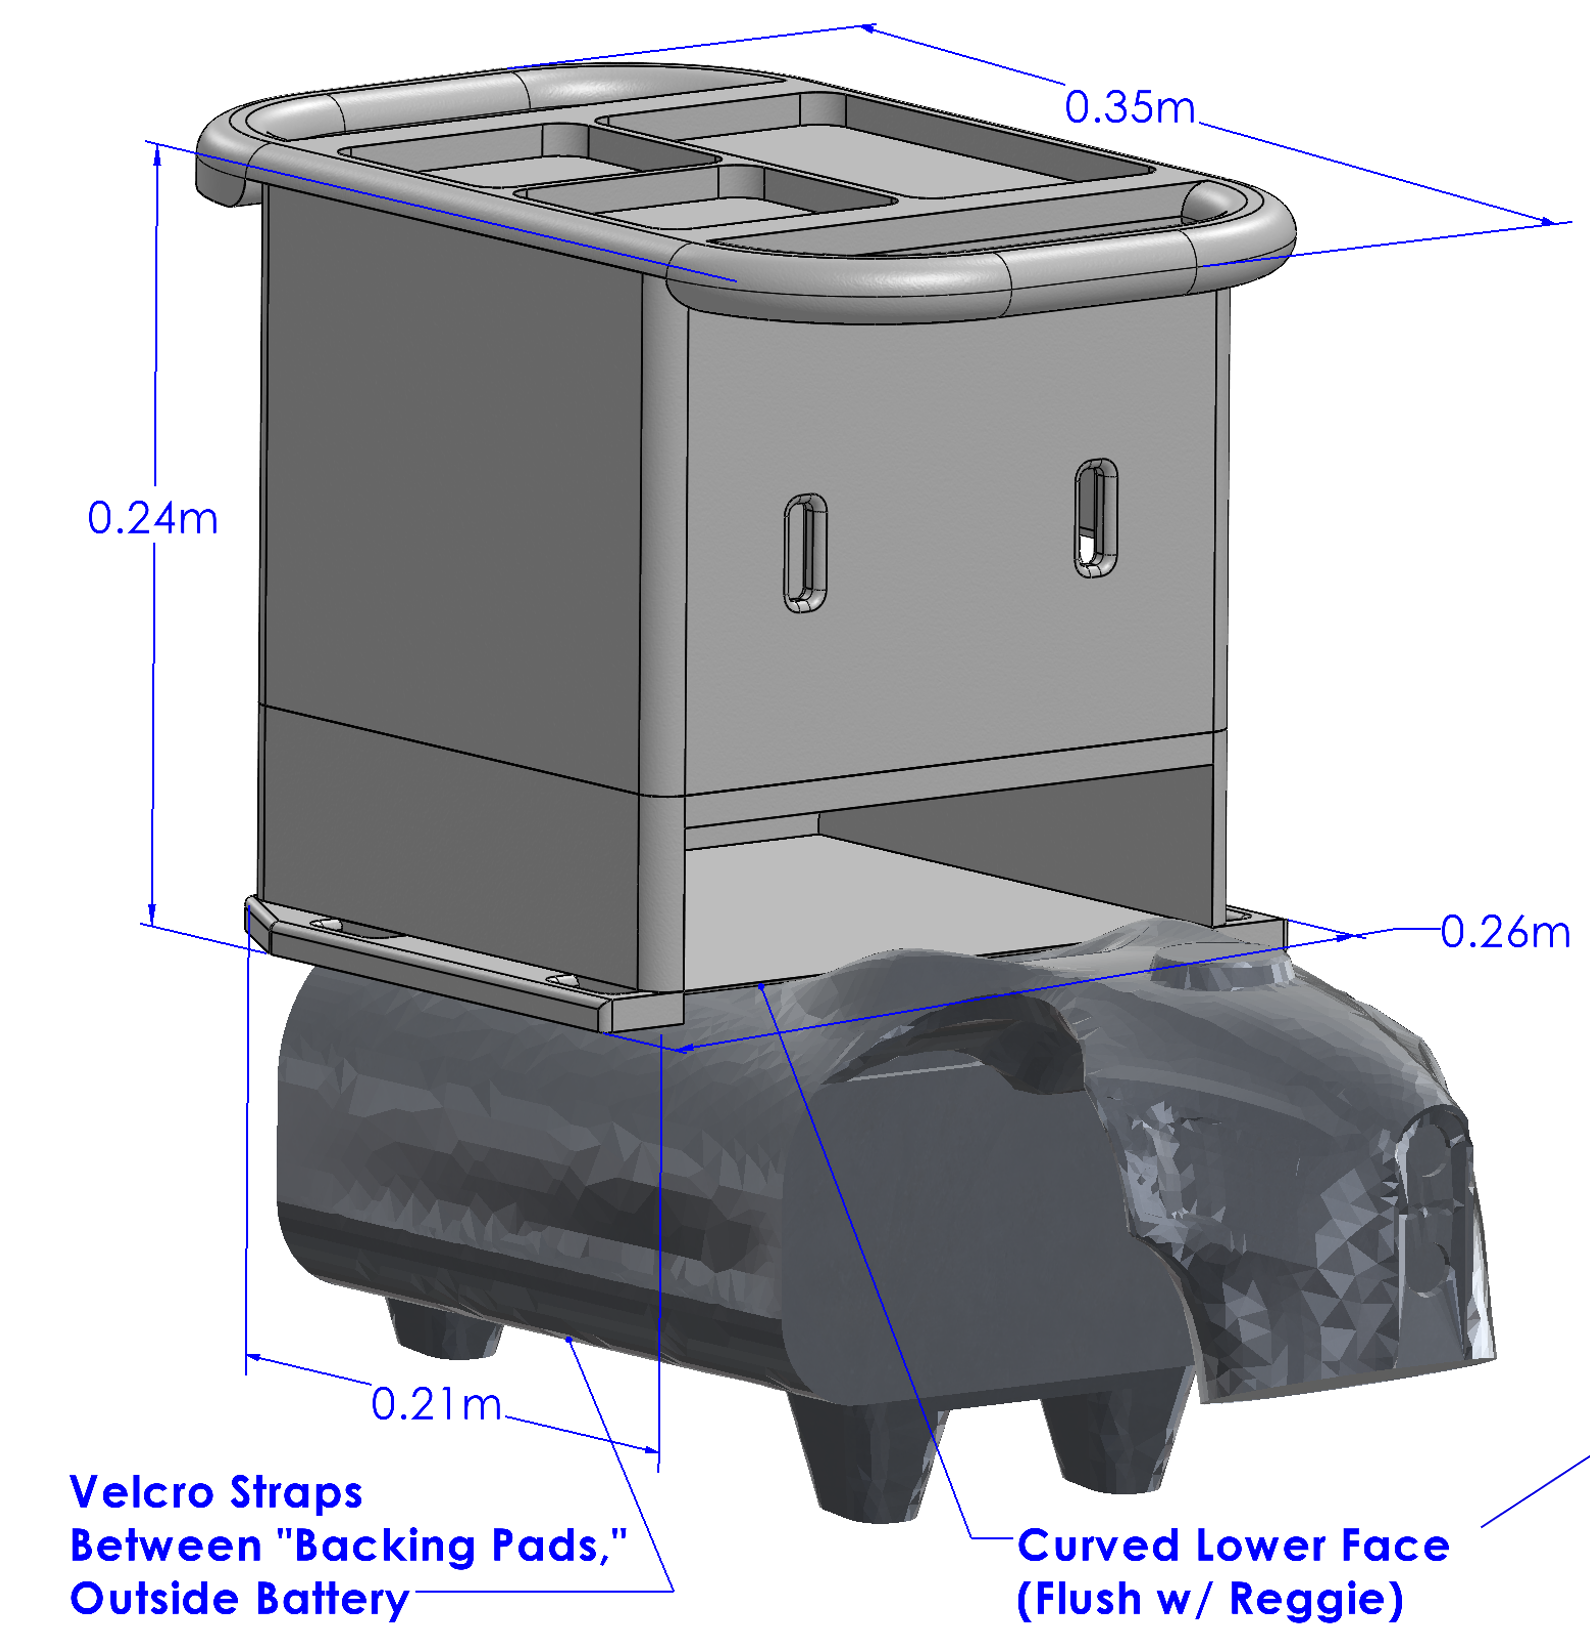 0.35m
0.24m
0.26m
0.21m
Velcro Straps
Between "Backing Pads,"
Outside Battery
Curved Lower Face
(Flush w/ Reggie)